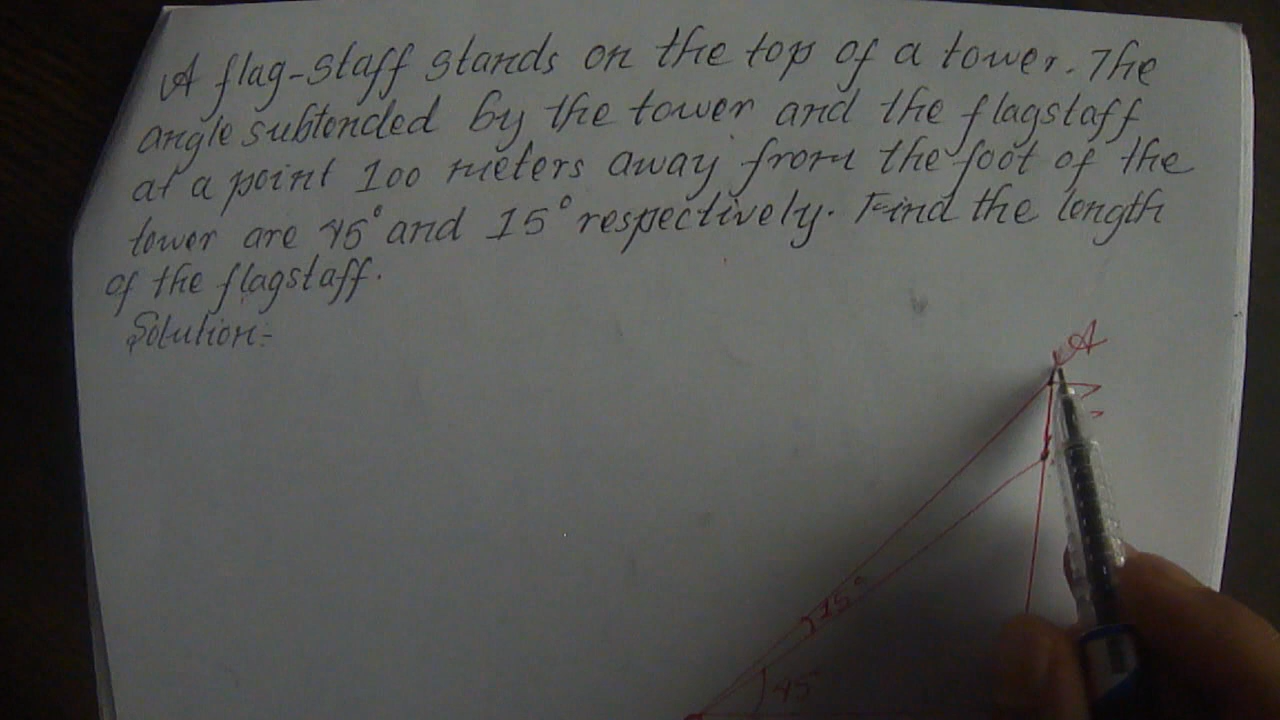 A flag-staff stands on the top of a tower. The
angle subtended by the tower and the flagstaff
at a point 100 meters away from the foot of the
tower are 45° and 15° respectively. Find the length
of the flagstaff.
Solution:-
A
15°
45°